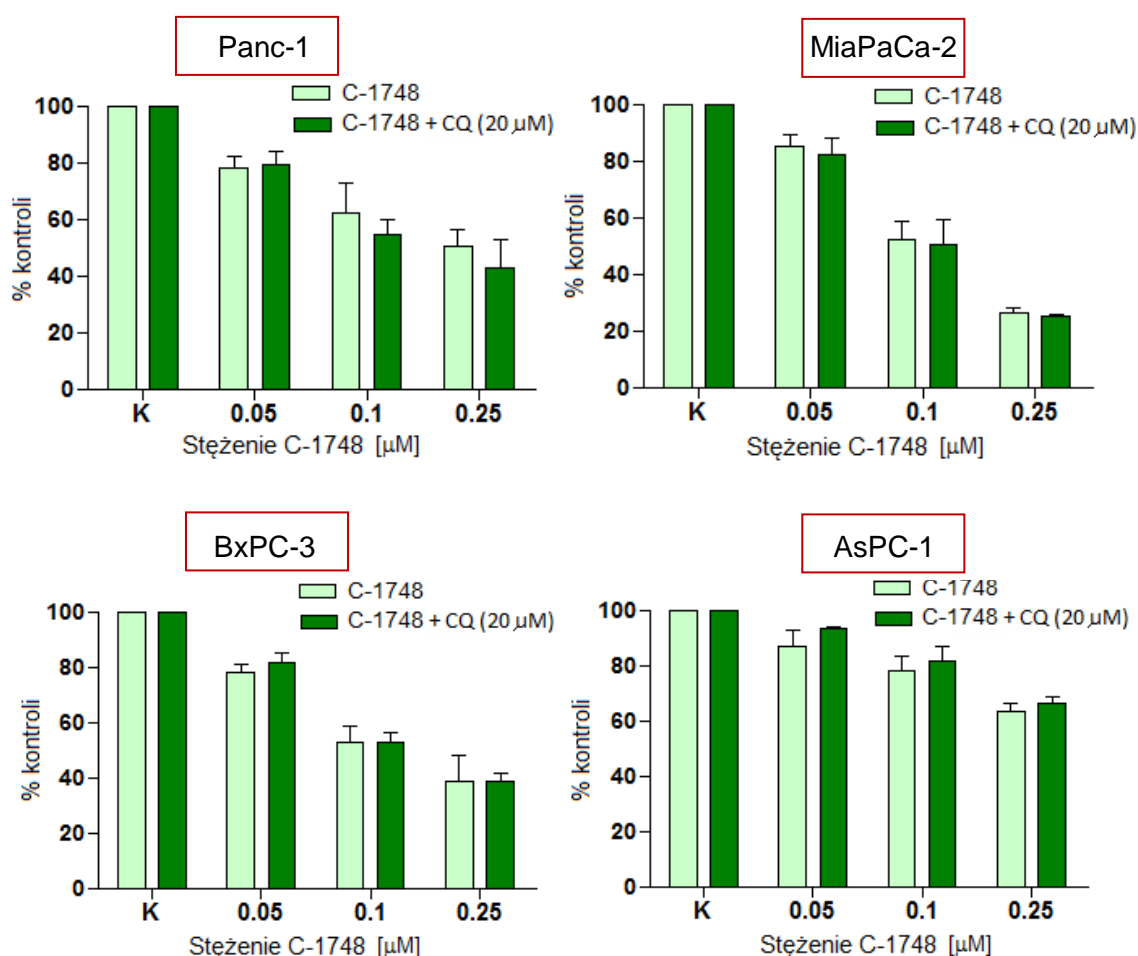 Panc-1
C-1748
C-1748 + CQ (20 µM)
% kontroli
100
80
60
40
20
0
K 0.05 0.1 0.25
Stężenie C-1748 [µM]
MiaPaCa-2
C-1748
C-1748 + CQ (20 µM)
% kontroli
100
80
60
40
20
0
K 0.05 0.1 0.25
Stężenie C-1748 [µM]
BxPC-3
C-1748
C-1748 + CQ (20 µM)
% kontroli
100
80
60
40
20
0
K 0.05 0.1 0.25
Stężenie C-1748 [µM]
AsPC-1
C-1748
C-1748 + CQ (20 µM)
% kontroli
100
80
60
40
20
0
K 0.05 0.1 0.25
Stężenie C-1748 [µM]